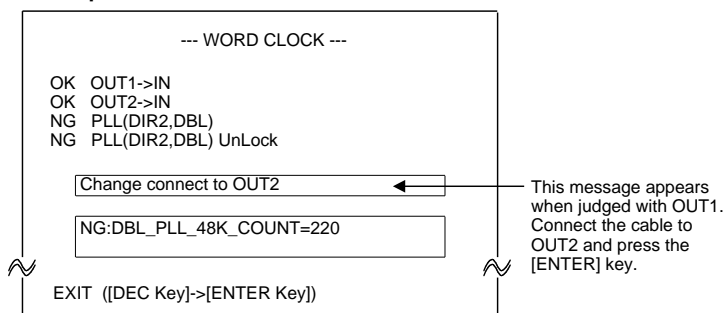 --- WORD CLOCK ---
OK OUT1->IN
OK OUT2->IN
NG PLL(DIR2,DBL)
NG PLL(DIR2,DBL) UnLock
Change connect to OUT2
NG:DBL_PLL_48K_COUNT=220
EXIT ([DEC Key]->[ENTER Key])
This message appears
when judged with OUT1.
Connect the cable to
OUT2 and press the
[ENTER] key.